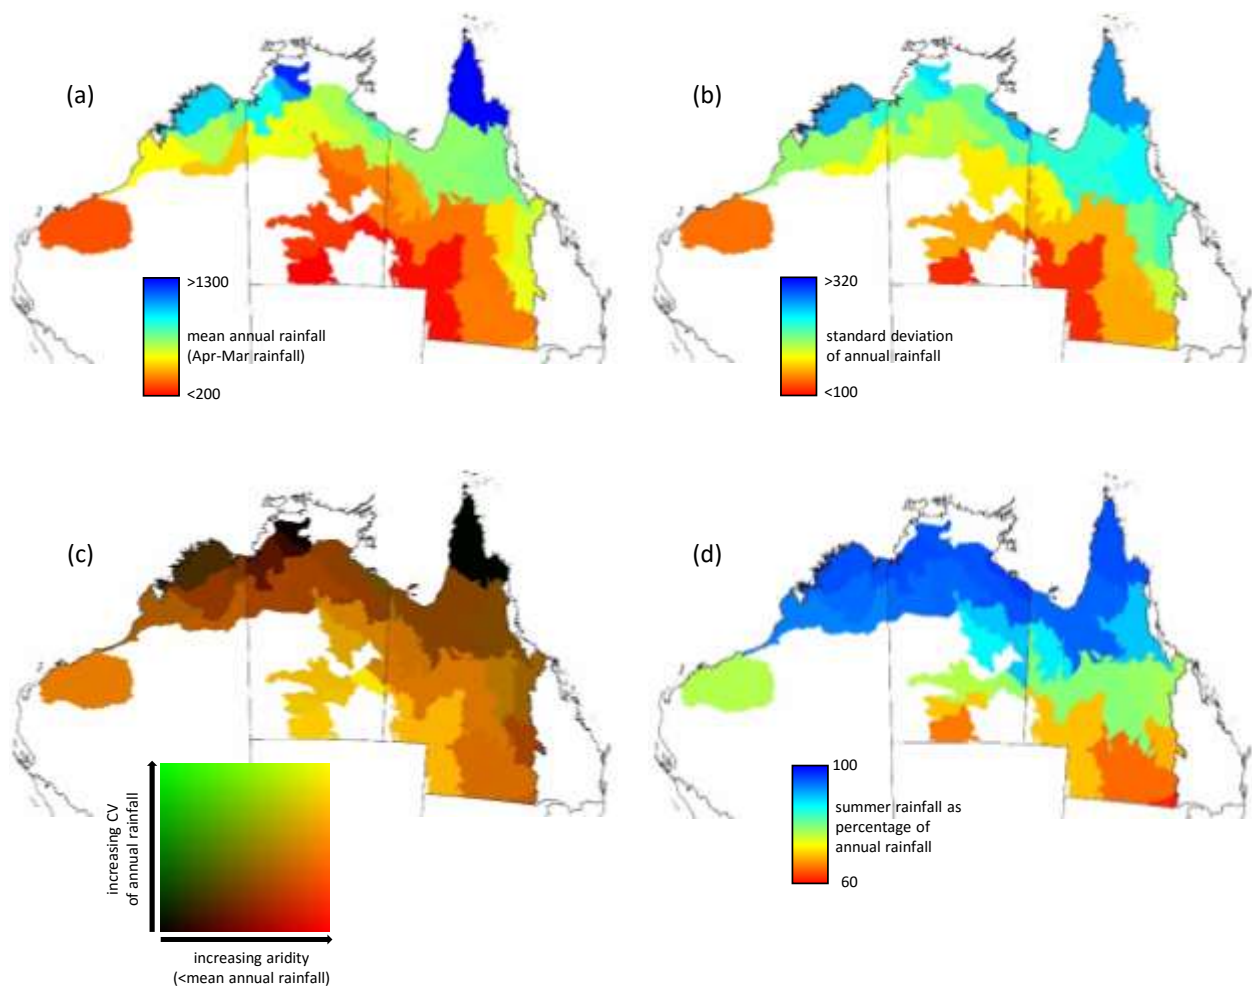 (a)
>1300
mean annual rainfall
(Apr-Mar rainfall)
<200
(b)
>320
standard deviation
of annual rainfall
<100
(c)
increasing CV
of annual rainfall
increasing aridity
(<mean annual rainfall)
(d)
100
summer rainfall as
percentage of
annual rainfall
60